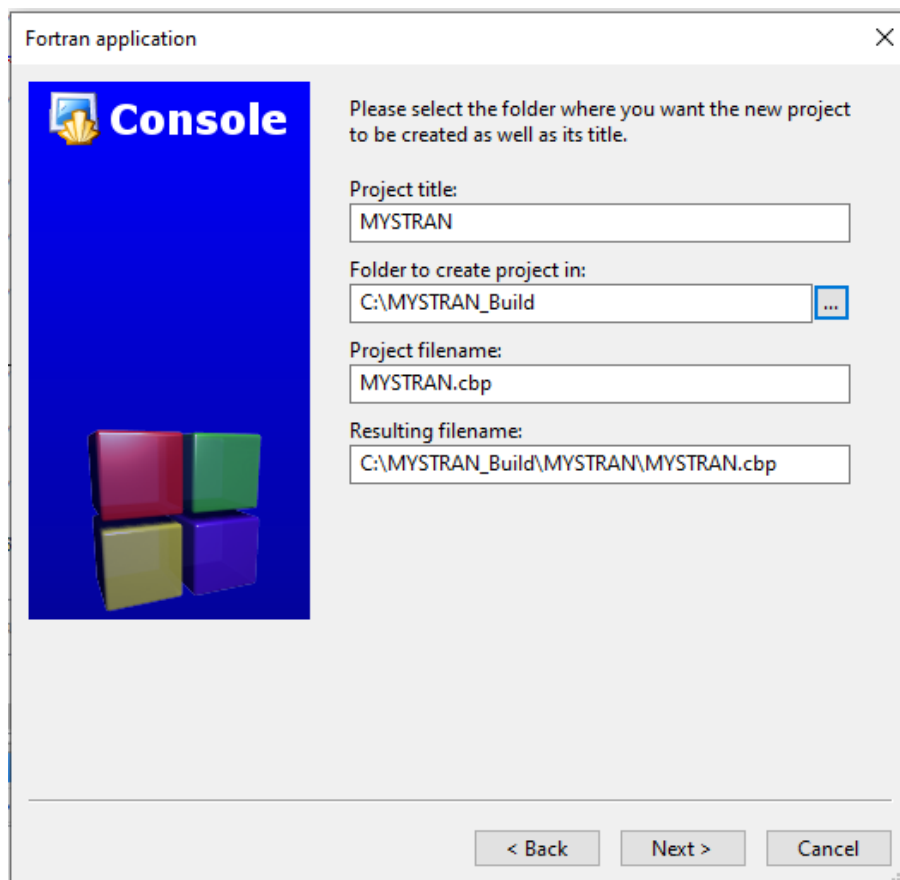 Fortran application
Console
Please select the folder where you want the new project
to be created as well as its title.
Project title:
MYSTRAN
Folder to create project in:
C:\MYSTRAN_Build
...
Project filename:
MYSTRAN.cbp
Resulting filename:
C:\MYSTRAN_Build\MYSTRAN\MYSTRAN.cbp
< Back
Next >
Cancel